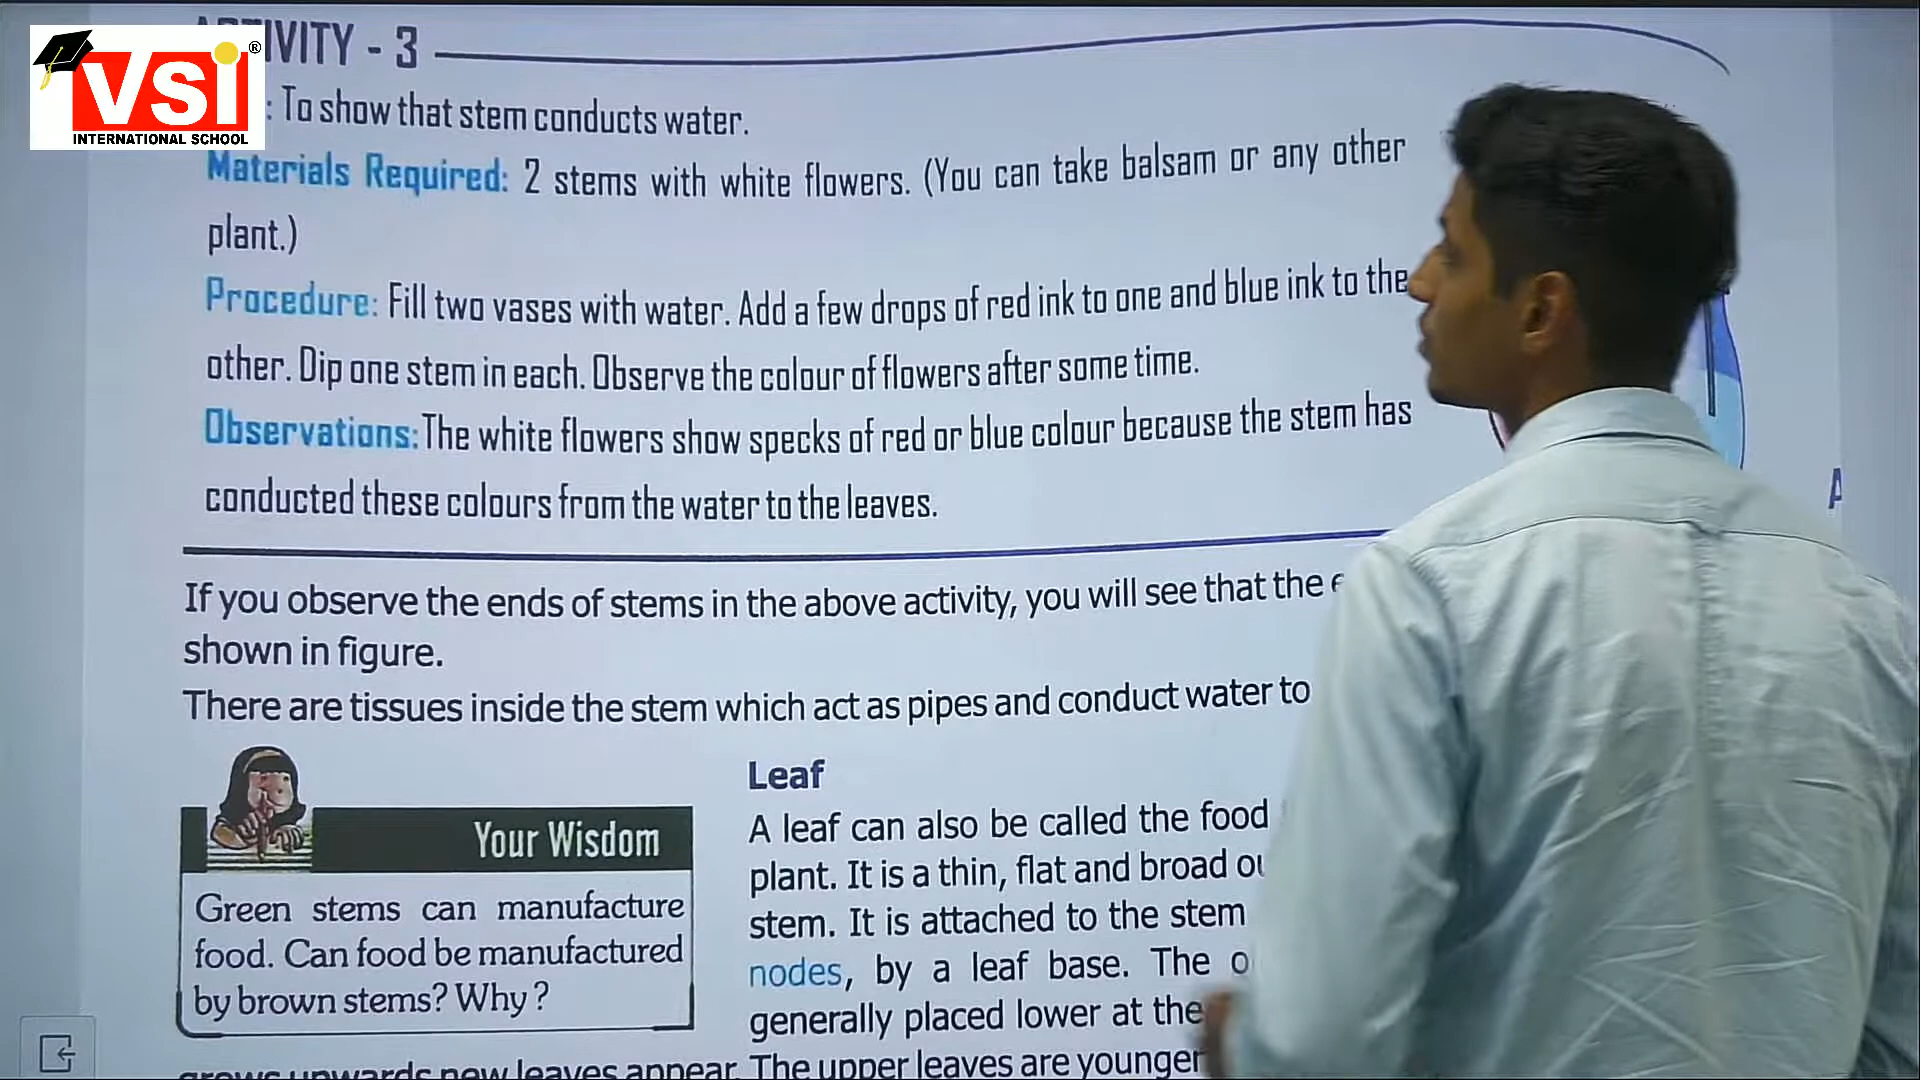 ACTIVITY - 3
VSI®
INTERNATIONAL SCHOOL
: To show that stem conducts water.
Materials Required: 2 stems with white flowers. (You can take balsam or any other
plant.)
Procedure: Fill two vases with water. Add a few drops of red ink to one and blue ink to the
other. Dip one stem in each. Observe the colour of flowers after some time.
Observations: The white flowers show specks of red or blue colour because the stem has
conducted these colours from the water to the leaves.
A
If you observe the ends of stems in the above activity, you will see that the
shown in figure.
There are tissues inside the stem which act as pipes and conduct water to
Your Wisdom
Green stems can manufacture
food. Can food be manufactured
by brown stems? Why?
Leaf
A leaf can also be called the food
plant. It is a thin, flat and broad
stem. It is attached to the stem
nodes, by a leaf base. The
generally placed lower at the
grows upwards new leaves appear. The upper leaves are younger